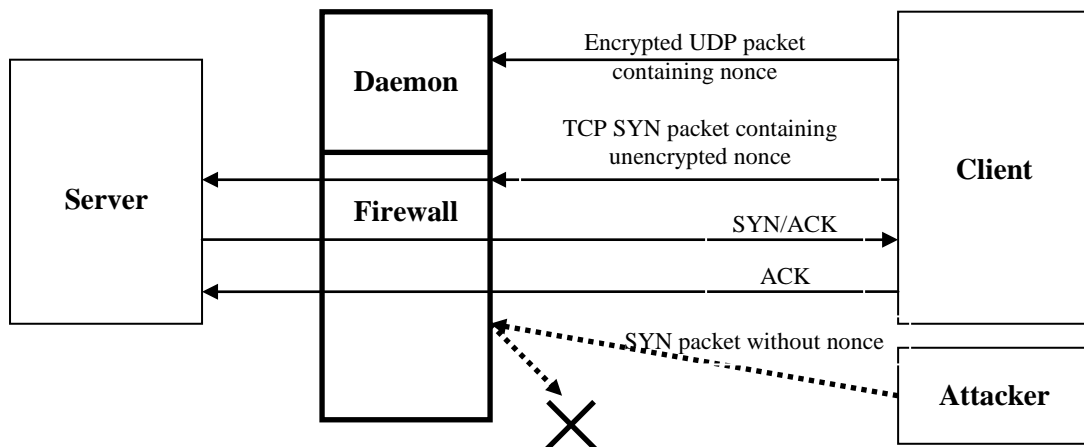 Encrypted UDP packet
containing nonce
Daemon
TCP SYN packet containing
unencrypted nonce
Client
Server
Firewall
SYN/ACK
ACK
SYN packet without nonce
Attacker